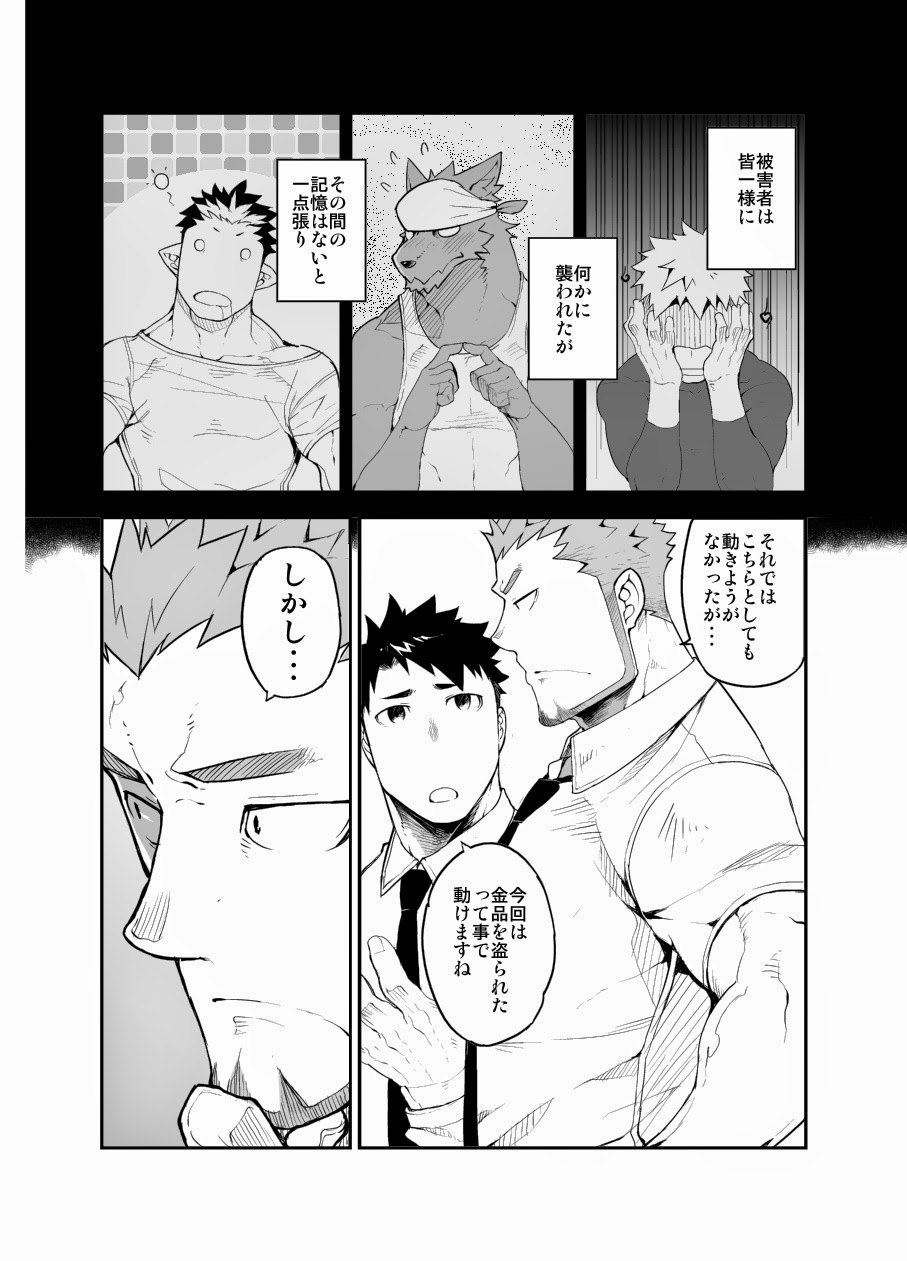 被害者は
皆一様に
何かに
襲われたが
その間の
記憶はないと
一点張り
それでは
こちらとしても
動きようが
なかったが・・
今回は
金品を盗られた
って事で
動けますね
しかし・・